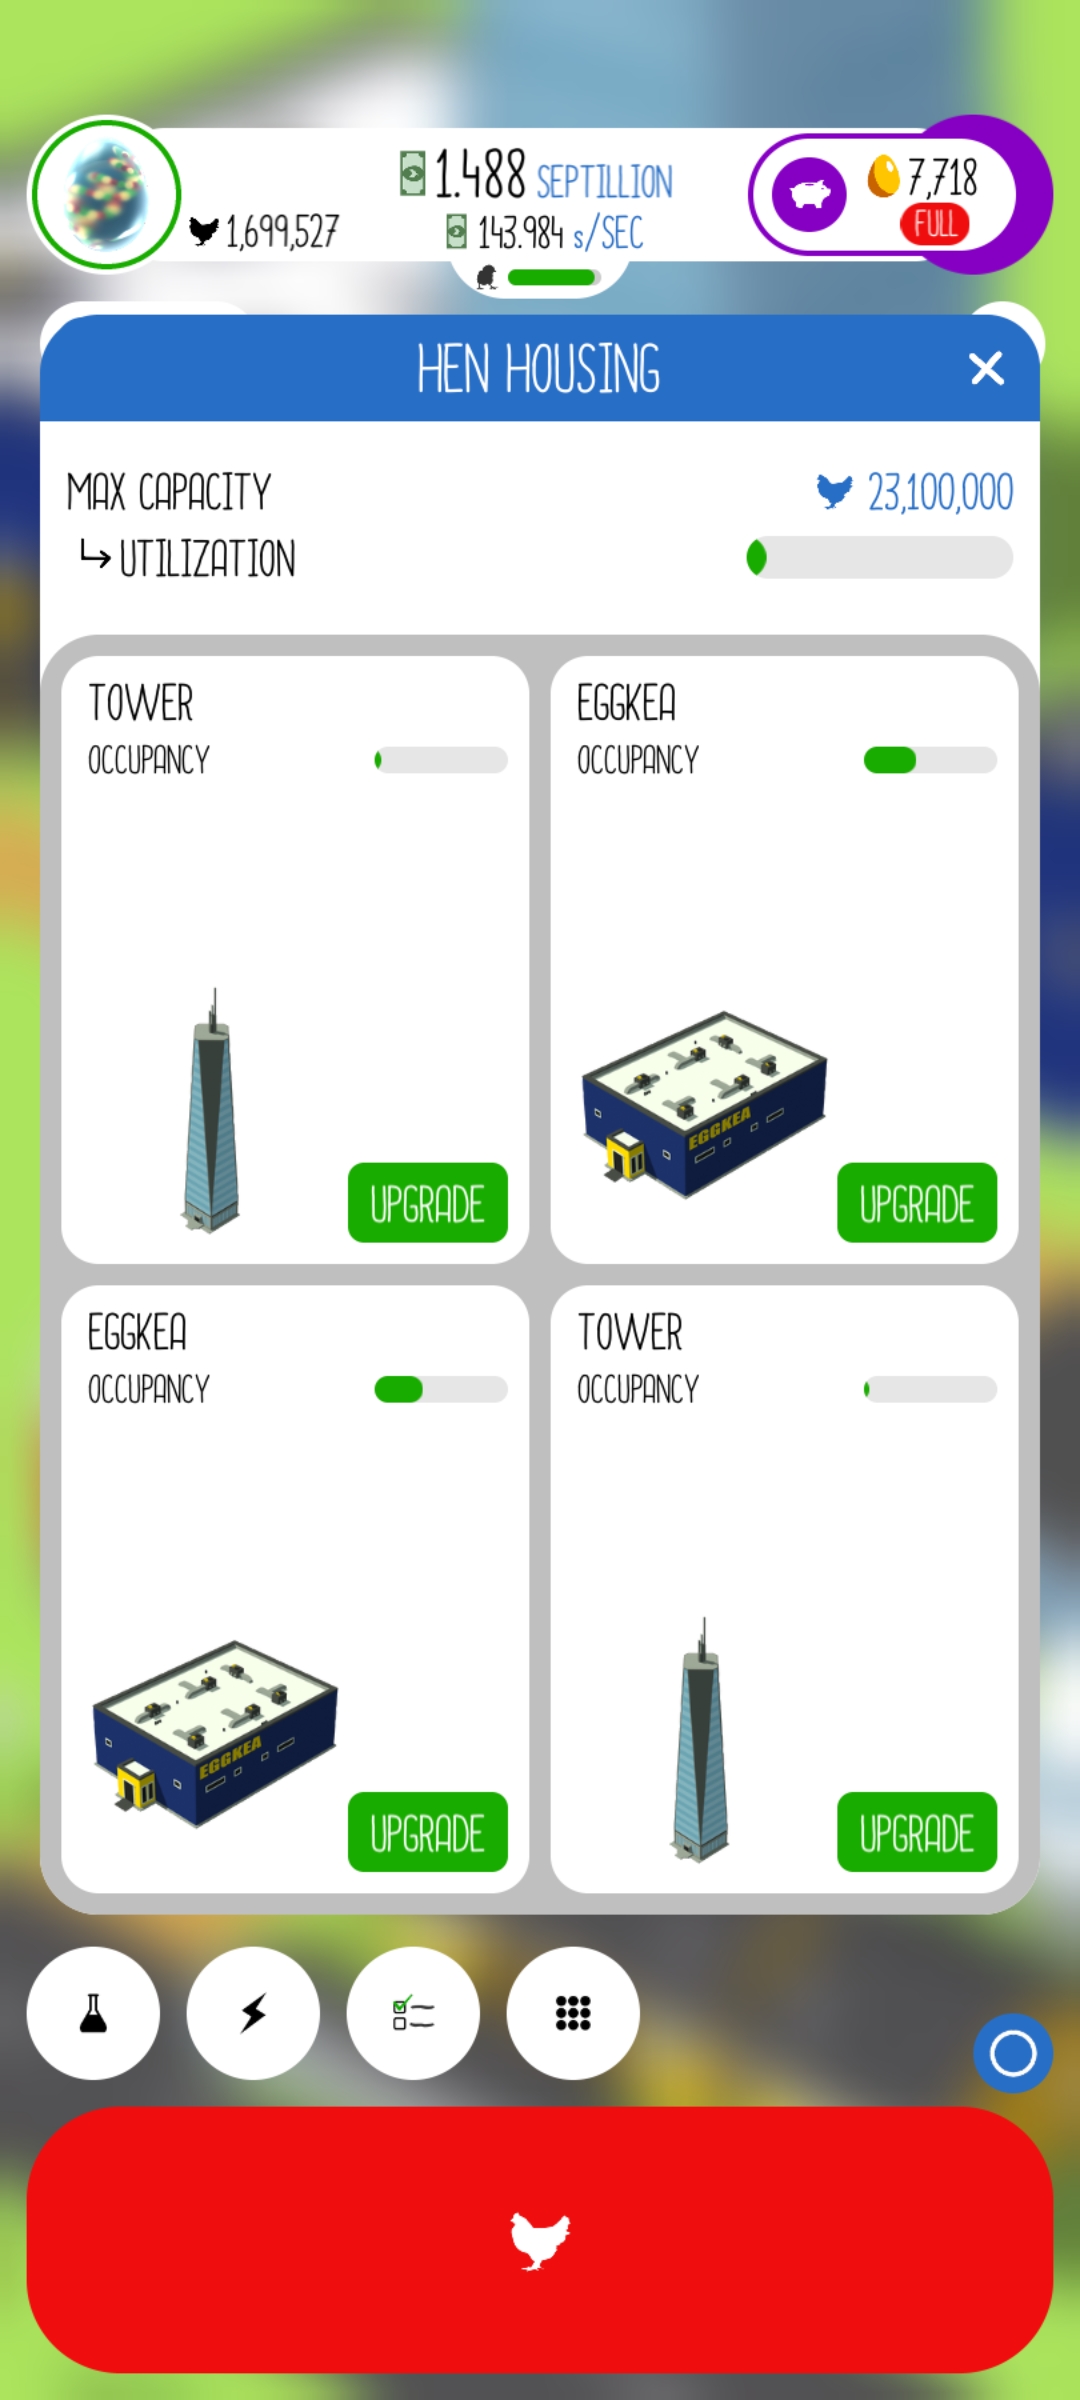 1.488 SEPTILLION
1,699,527
143.984 s/SEC
7,718
FULL
HEN HOUSING
MAX CAPACITY
23,100,000
UTILIZATION
TOWER
OCCUPANCY
UPGRADE
EGGKEA
OCCUPANCY
EGGKEA
UPGRADE
EGGKEA
OCCUPANCY
EGGKEA
UPGRADE
TOWER
OCCUPANCY
UPGRADE